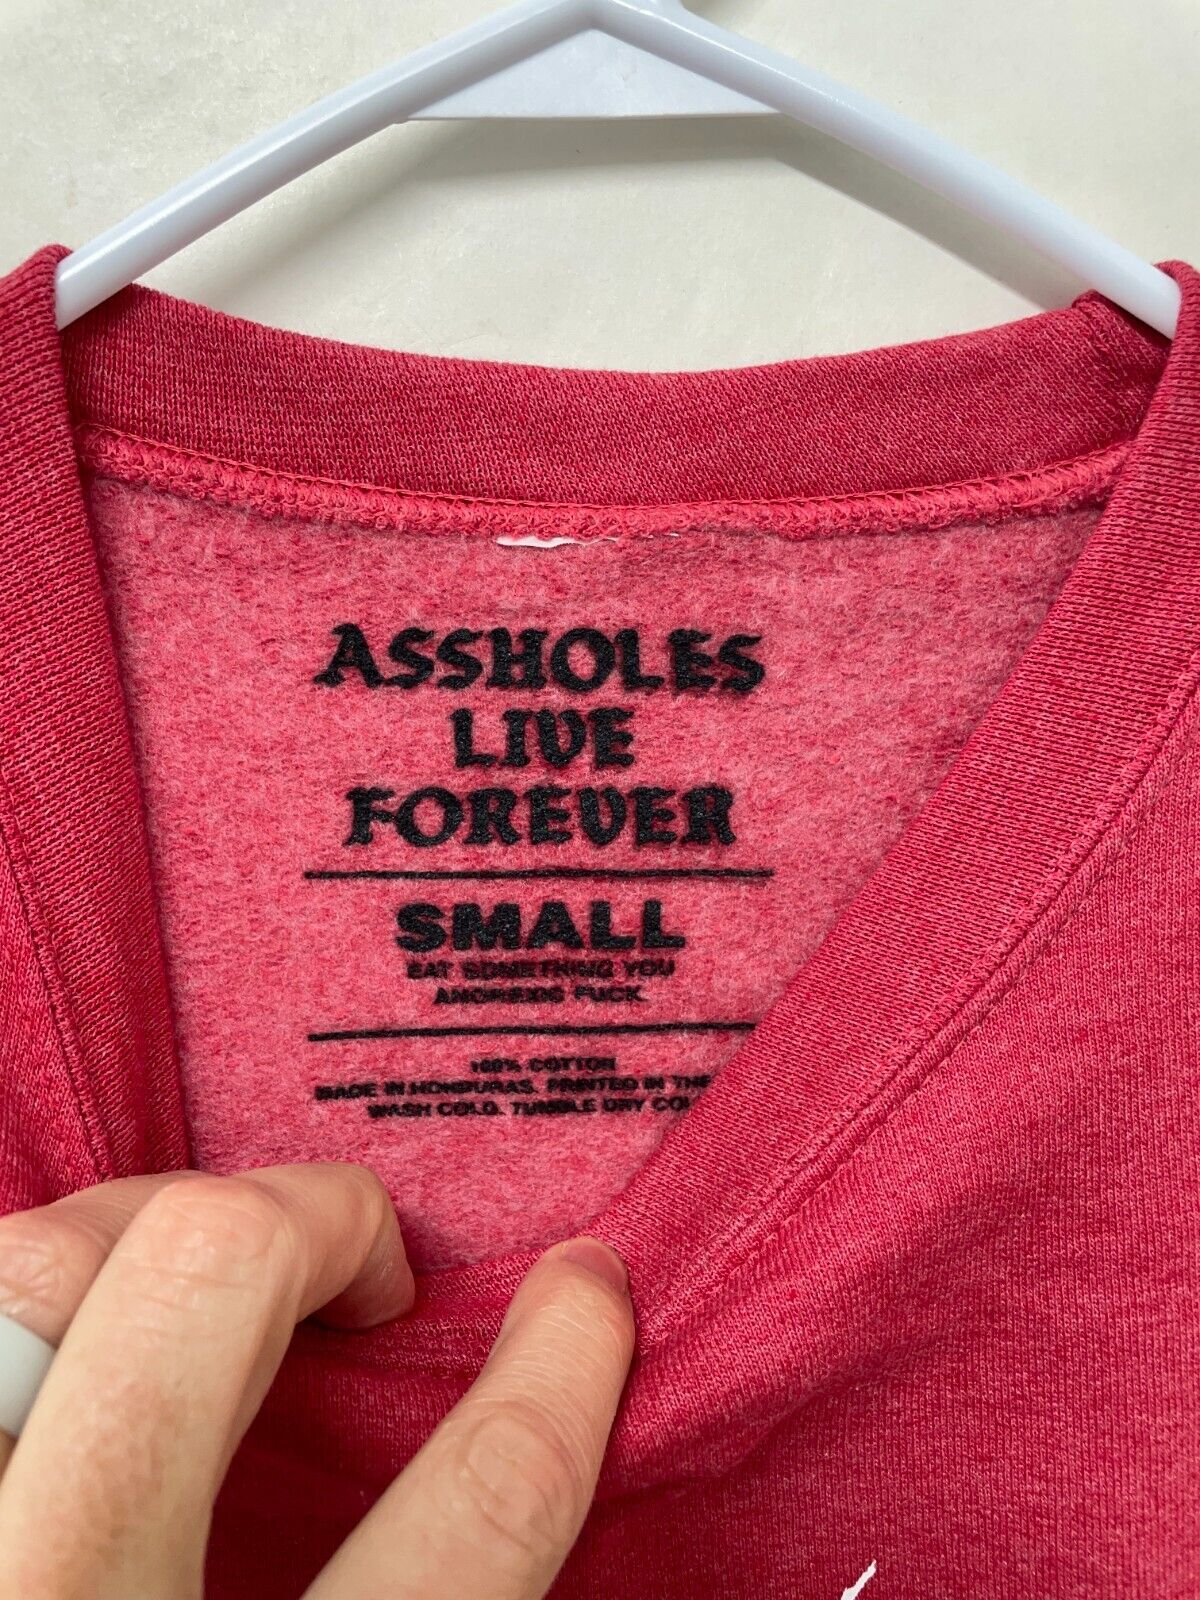 ASSHOLES
LIVE
FOREVER
SMALL
EAT SOMETHING YOU
ANOREXIC FUCK.
100% COTTON
MADE IN HONDURAS. PRINTED IN THE
WASH COLD. TUMBLE DRY